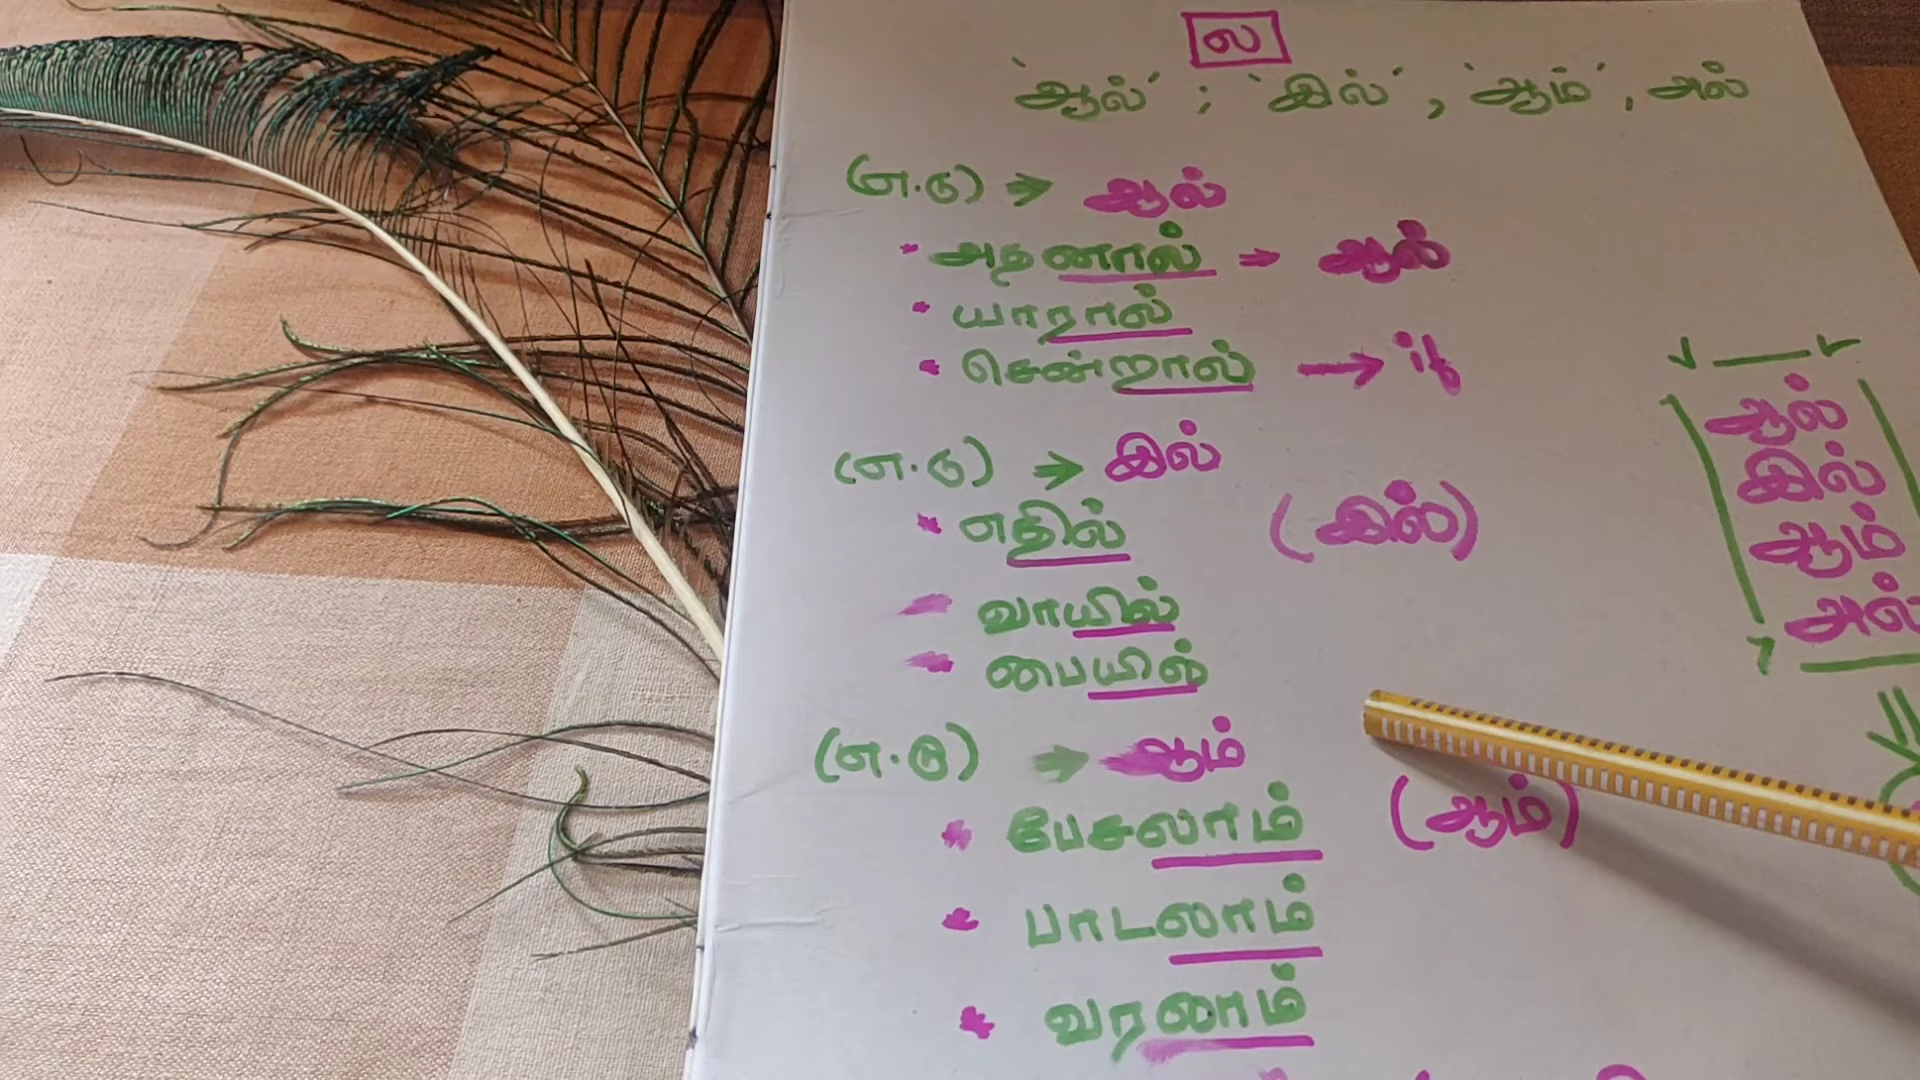 ல
'ஆல்' ; 'இல்' , 'ஆம்' , அல்
(எ.டு) → ஆல்
* அதனால் → ஆல்
* யாரால்
* சென்றால் → if
(எ.டு) → இல்
* எதில் (இல்)
வாயில்
பையில்
(எ.டு) → ஆம்
* பேசலாம் (ஆம்)
* பாடலாம்
* வரலாம்
ஆல்
இல்
ஆம்
அல்